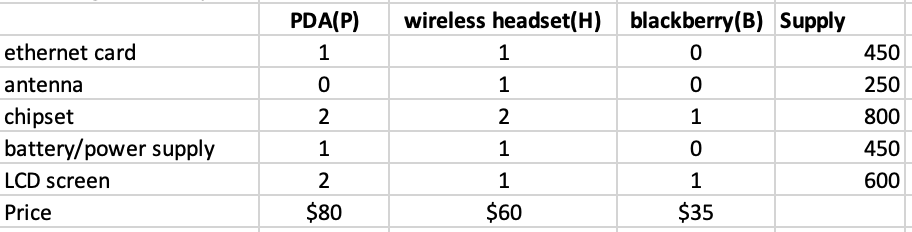 PDA(P) wireless headset(H) blackberry(B) Supply
ethernet card 1 1 0 450
antenna 0 1 0 250
chipset 2 2 1 800
battery/power supply 1 1 0 450
LCD screen 2 1 1 600
Price $80 $60 $35